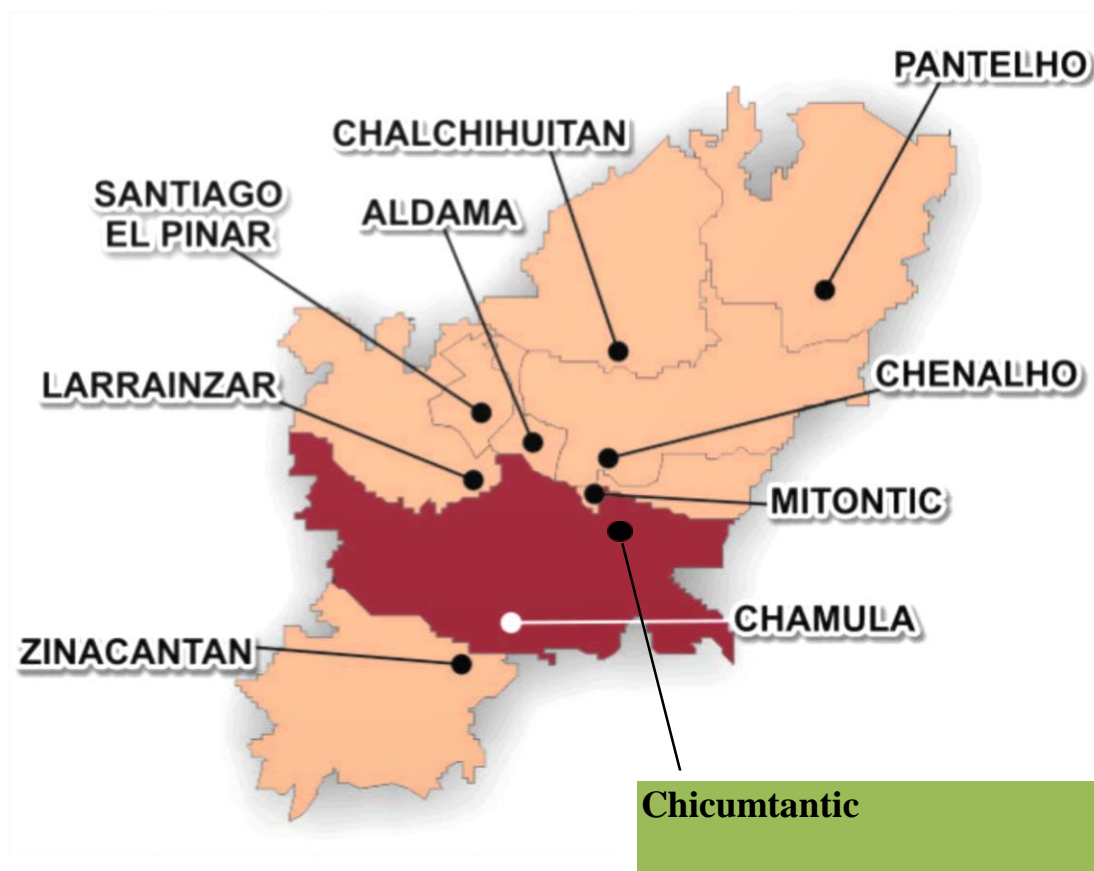 PANTELHO
CHALCHIHUITAN
SANTIAGO
EL PINAR
ALDAMA
LARRAINZAR
CHENALHO
MITONTIC
CHAMULA
ZINACANTAN
Chicumtantic